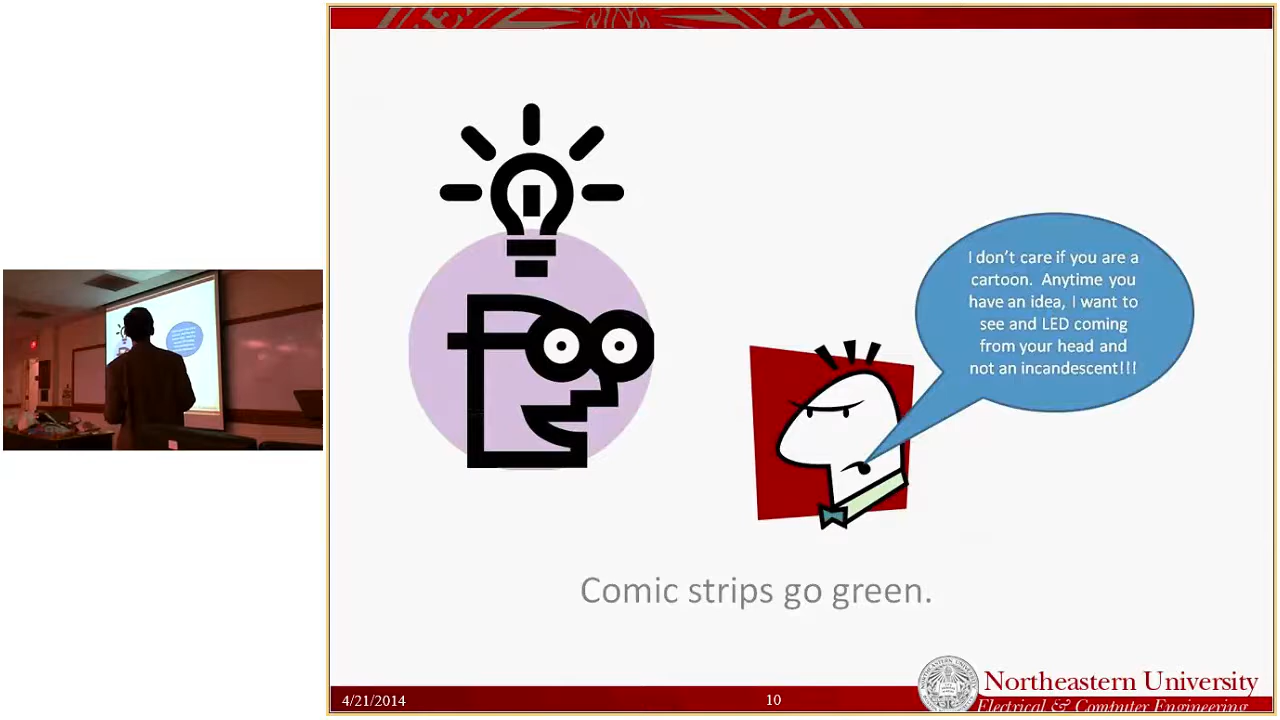 I don't care if you are a
cartoon. Anytime you
have an idea, I want to
see and LED coming
from your head and
not an incandescent!!!
Comic strips go green.
4/21/2014
10
Northeastern University
Electrical & Computer Engineering